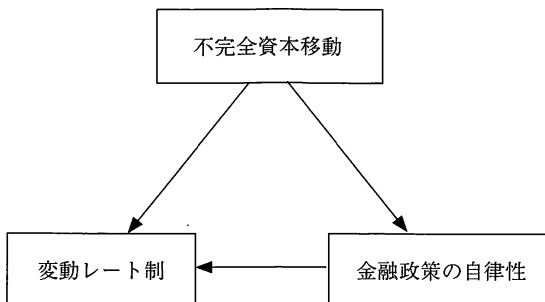 不完全資本移動
変動レート制
金融政策の自律性